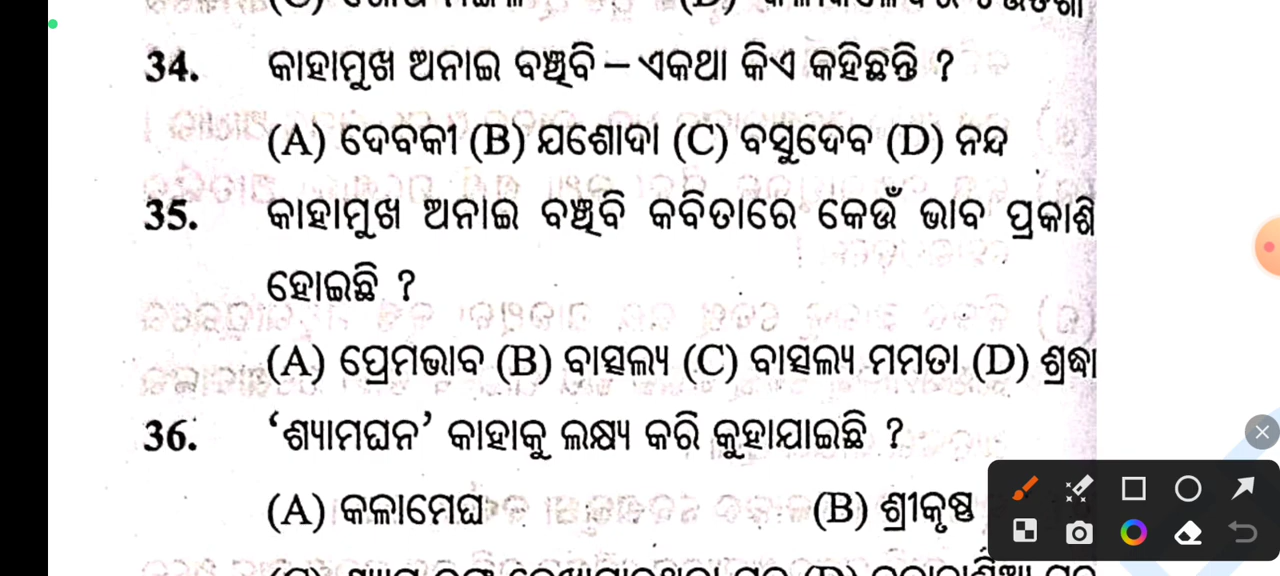 34. କାହାମୁଖ ଅନାଇ ବଞ୍ଚିବି – ଏକଥା କିଏ କହିଛନ୍ତି ?
(A) ଦେବକୀ (B) ଯଶୋଦା (C) ବସୁଦେବ (D) ନନ୍ଦ
35. କାହାମୁଖ ଅନାଇ ବଞ୍ଚିବି କବିତାରେ କେଉଁ ଭାବ ପ୍ରକାଶି
ହୋଇଛି ?
(A) ପ୍ରେମଭାବ (B) ବାତ୍ସଲ୍ୟ (C) ବାତ୍ସଲ୍ୟ ମମତା (D) ଶ୍ରଦ୍ଧା
36. ‘ଶ୍ୟାମଘନ’ କାହାକୁ ଲକ୍ଷ୍ୟ କରି କୁହାଯାଇଛି ?
(A) କଳାମେଘ (B) ଶ୍ରୀକୃଷ୍ଣ